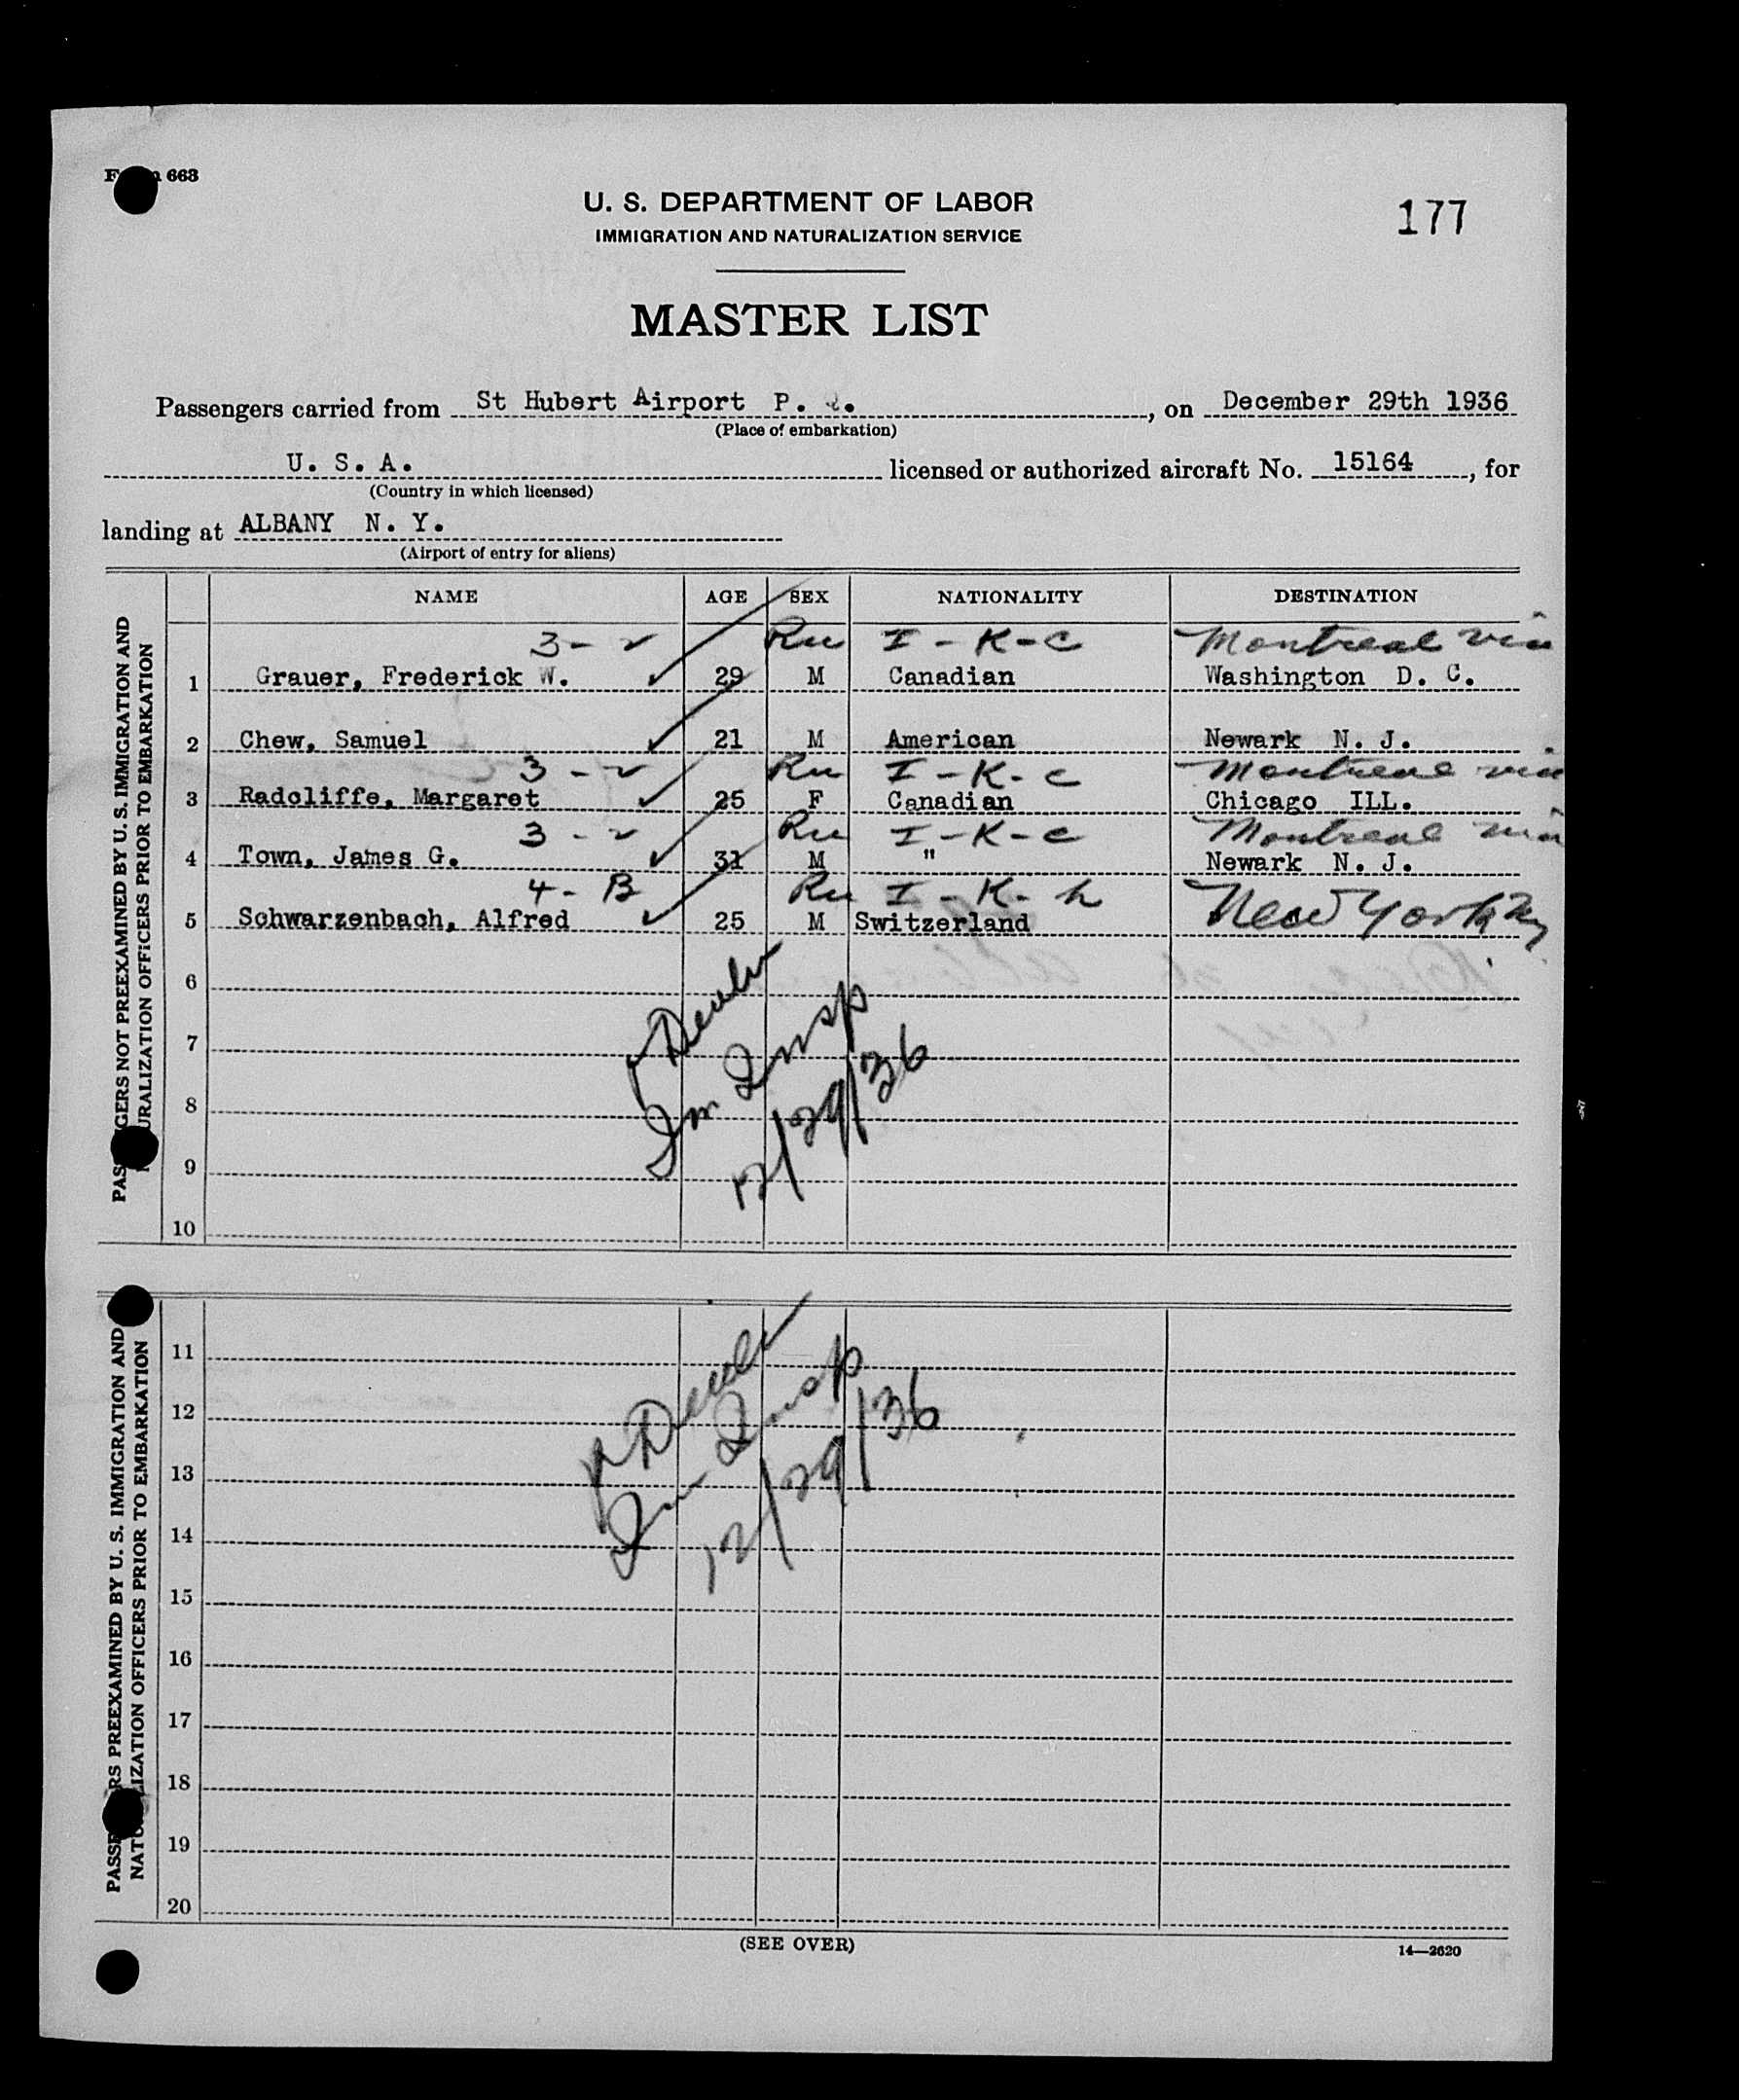 Form 663
U. S. DEPARTMENT OF LABOR
IMMIGRATION AND NATURALIZATION SERVICE
177
MASTER LIST
Passengers carried from St Hubert Airport P. Q., on December 29th 1936
(Place of embarkation)
U. S. A. licensed or authorized aircraft No. 15164, for
(Country in which licensed)
landing at ALBANY N. Y.
(Airport of entry for aliens)
NAME AGE SEX NATIONALITY DESTINATION
PASSENGERS NOT PREEXAMINED BY U. S. IMMIGRATION AND
NATURALIZATION OFFICERS PRIOR TO EMBARKATION
3 - v I - K - c Montreal via
1 Grauer, Frederick W. 29 M Canadian Washington D. C.
2 Chew, Samuel 21 M American Newark N. J.
3 - v I - K - c Montreal via
3 Radcliffe, Margaret 25 F Canadian Chicago ILL.
3 - v I - K - c Montreal via
4 Town, James G. 31 M " Newark N. J.
4 - B I - K - h New York
5 Schwarzenbach, Alfred 25 M Switzerland
6
7
8
9
10
Im Insp
12/29/36
PASSENGERS PREEXAMINED BY U. S. IMMIGRATION AND
NATURALIZATION OFFICERS PRIOR TO EMBARKATION
11
12
13
14
15
16
17
18
19
20
Im Insp
12/29/36
(SEE OVER)
14—2620